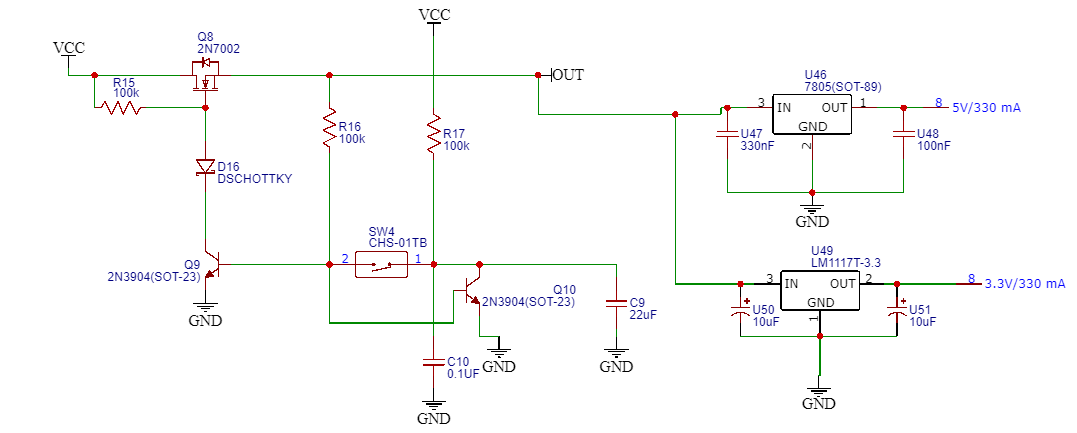 VCC
VCC
Q8
2N7002
OUT
R15
100k
R16
100k
R17
100k
D16
DSCHOTTKY
SW4
CHS-01TB
2
1
Q9
2N3904(SOT-23)
GND
Q10
2N3904(SOT-23)
GND
C9
22uF
GND
C10
0.1UF
GND
U46
7805(SOT-89)
3
IN
OUT
1
GND
2
8
5V/330 mA
U47
330nF
U48
100nF
GND
U49
LM1117T-3.3
3
IN
OUT
2
GND
1
8
3.3V/330 mA
U50
10uF
+
U51
10uF
+
GND